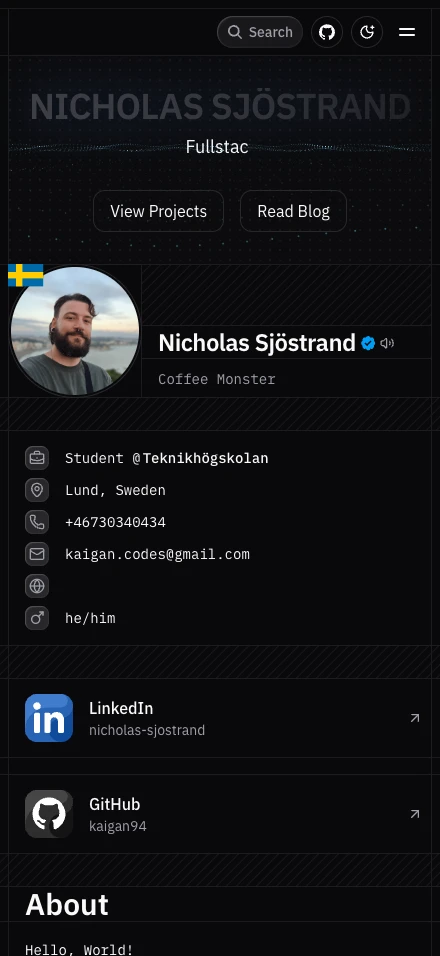 Search
NICHOLAS SJÖSTRAND
Fullstac
View Projects
Read Blog
Nicholas Sjöstrand
Coffee Monster
Student @Teknikhögskolan
Lund, Sweden
+46730340434
kaigan.codes@gmail.com
he/him
in
LinkedIn
nicholas-sjostrand
GitHub
kaigan94
About
Hello, World!